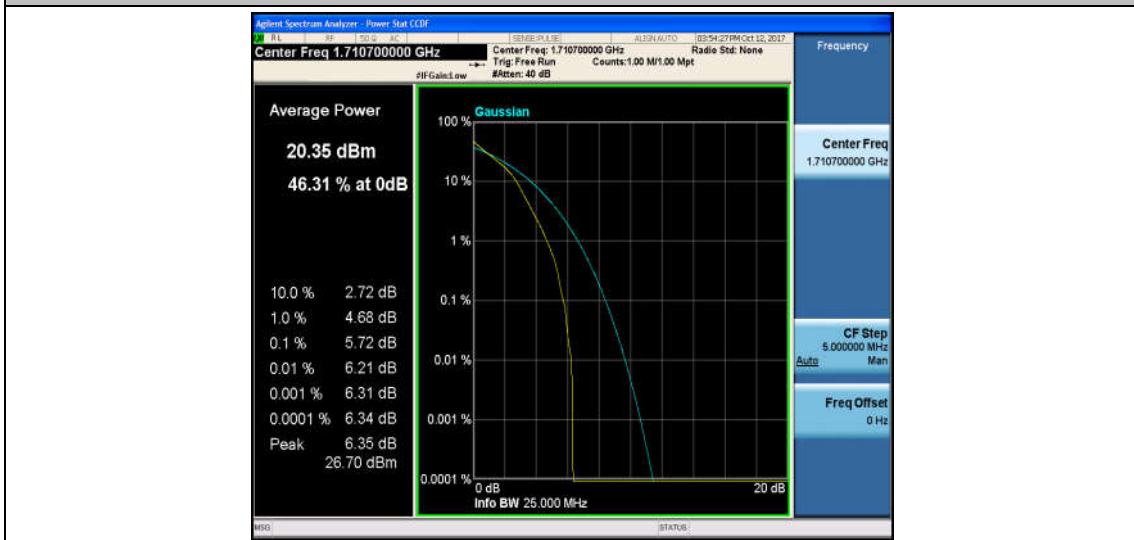 Agilent Spectrum Analyzer - Power Stat CCDF
RL RF 50 Ω AC SENSE:PULSE ALIGN AUTO 03:54:27 PM Oct 12, 2017
Center Freq 1.710700000 GHz
Center Freq: 1.710700000 GHz Radio Std: None
Trig: Free Run Counts:1.00 M/1.00 Mpt
#IFGain:Low #Atten: 40 dB
Frequency
Average Power
20.35 dBm
46.31 % at 0dB
10.0 % 2.72 dB
1.0 % 4.68 dB
0.1 % 5.72 dB
0.01 % 6.21 dB
0.001 % 6.31 dB
0.0001 % 6.34 dB
Peak 6.35 dB
26.70 dBm
Gaussian
100 %
10 %
1 %
0.1 %
0.01 %
0.001 %
0.0001 %
0 dB 20 dB
Info BW 25.000 MHz
Center Freq
1.710700000 GHz
CF Step
5.000000 MHz
Auto Man
Freq Offset
0 Hz
MSG STATUS